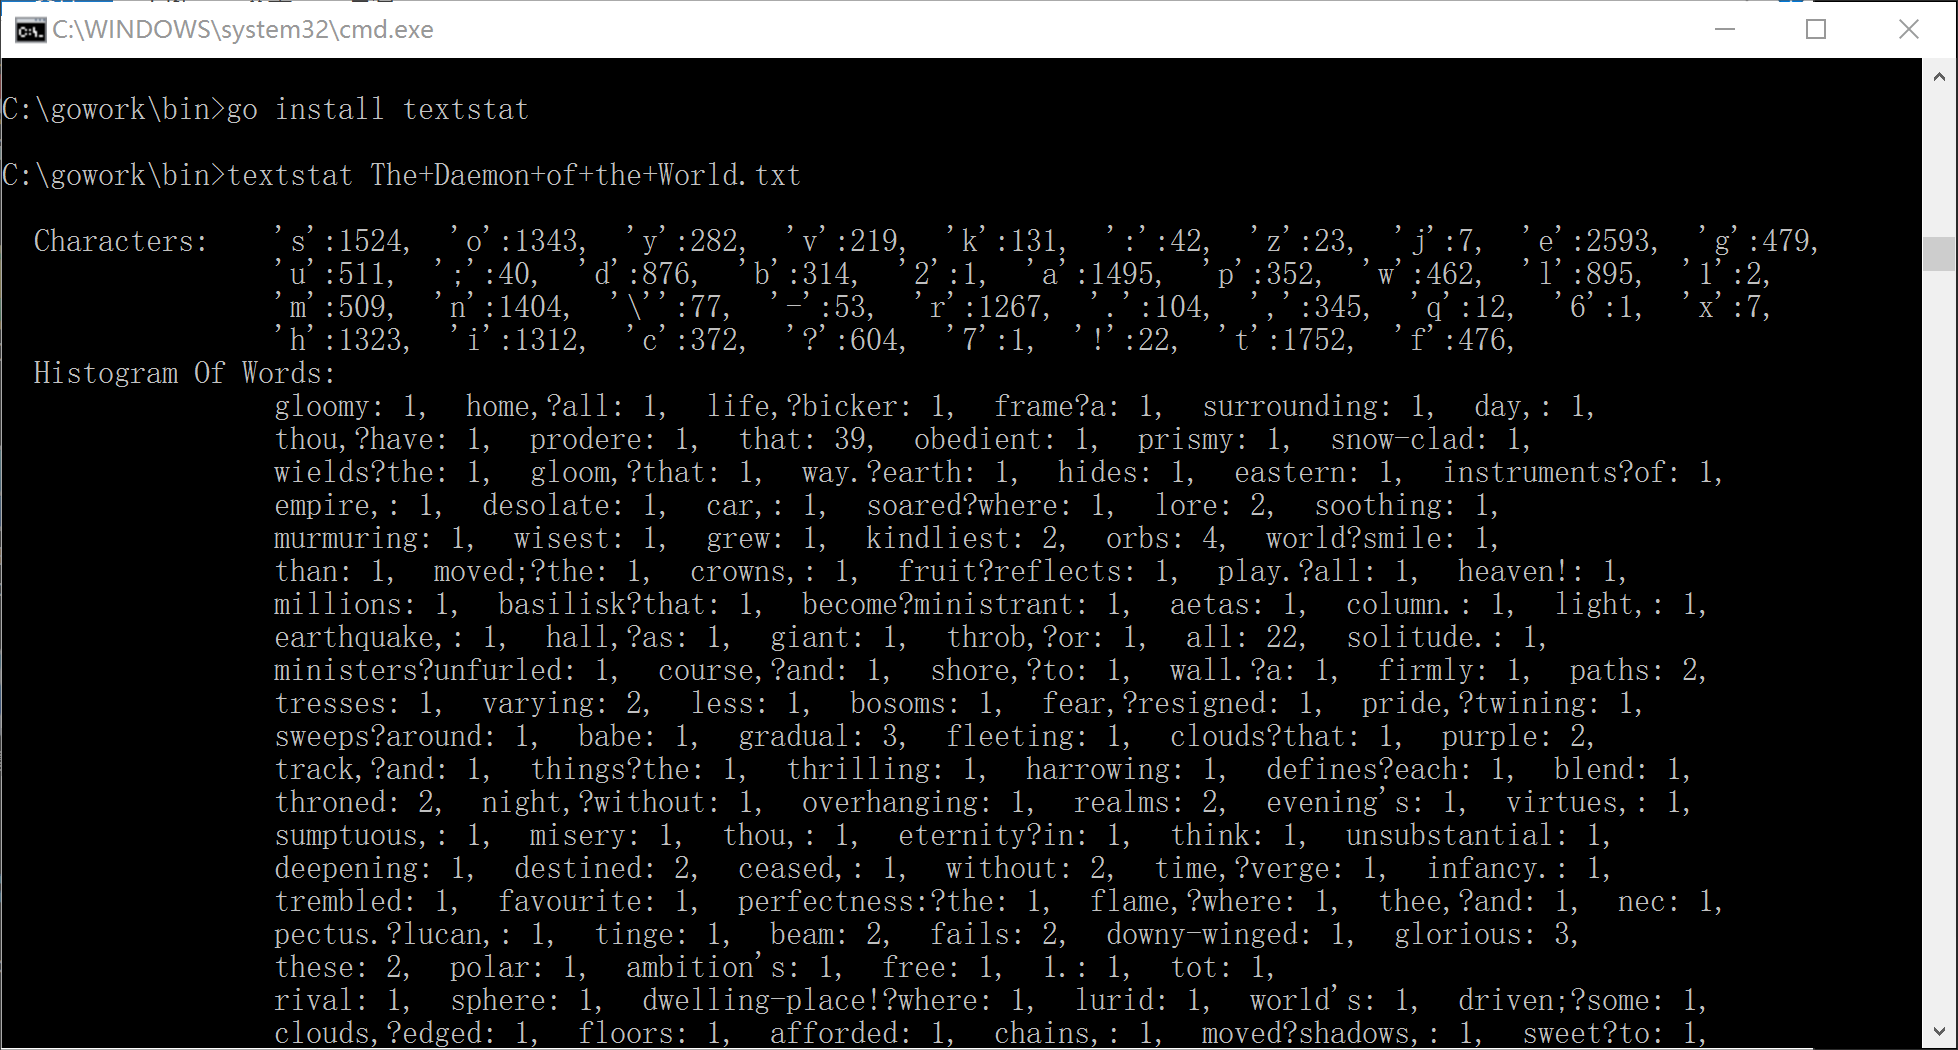 C:\WINDOWS\system32\cmd.exe
C:\gowork\bin>go install textstat
C:\gowork\bin>textstat The+Daemon+of+the+World.txt
Characters: 's':1524, 'o':1343, 'y':282, 'v':219, 'k':131, ':':42, 'z':23, 'j':7, 'e':2593, 'g':479,
'u':511, ';':40, 'd':876, 'b':314, '2':1, 'a':1495, 'p':352, 'w':462, 'l':895, '1':2,
'm':509, 'n':1404, '\'':77, '-':53, 'r':1267, '.':104, ',':345, 'q':12, '6':1, 'x':7,
'h':1323, 'i':1312, 'c':372, '?':604, '7':1, '!':22, 't':1752, 'f':476,
Histogram Of Words:
gloomy: 1, home,?all: 1, life,?bicker: 1, frame?a: 1, surrounding: 1, day,: 1,
thou,?have: 1, prodere: 1, that: 39, obedient: 1, prismy: 1, snow-clad: 1,
wields?the: 1, gloom,?that: 1, way.?earth: 1, hides: 1, eastern: 1, instruments?of: 1,
empire,: 1, desolate: 1, car,: 1, soared?where: 1, lore: 2, soothing: 1,
murmuring: 1, wisest: 1, grew: 1, kindliest: 2, orbs: 4, world?smile: 1,
than: 1, moved;?the: 1, crowns,: 1, fruit?reflects: 1, play.?all: 1, heaven!: 1,
millions: 1, basilisk?that: 1, become?ministrant: 1, aetas: 1, column.: 1, light,: 1,
earthquake,: 1, hall,?as: 1, giant: 1, throb,?or: 1, all: 22, solitude.: 1,
ministers?unfurled: 1, course,?and: 1, shore,?to: 1, wall.?a: 1, firmly: 1, paths: 2,
tresses: 1, varying: 2, less: 1, bosoms: 1, fear,?resigned: 1, pride,?twining: 1,
sweeps?around: 1, babe: 1, gradual: 3, fleeting: 1, clouds?that: 1, purple: 2,
track,?and: 1, things?the: 1, thrilling: 1, harrowing: 1, defines?each: 1, blend: 1,
throned: 2, night,?without: 1, overhanging: 1, realms: 2, evening's: 1, virtues,: 1,
sumptuous,: 1, misery: 1, thou,: 1, eternity?in: 1, think: 1, unsubstantial: 1,
deepening: 1, destined: 2, ceased,: 1, without: 2, time,?verge: 1, infancy.: 1,
trembled: 1, favourite: 1, perfectness:?the: 1, flame,?where: 1, thee,?and: 1, nec: 1,
pectus.?lucan,: 1, tinge: 1, beam: 2, fails: 2, downy-winged: 1, glorious: 3,
these: 2, polar: 1, ambition's: 1, free: 1, 1.: 1, tot: 1,
rival: 1, sphere: 1, dwelling-place!?where: 1, lurid: 1, world's: 1, driven;?some: 1,
clouds,?edged: 1, floors: 1, afforded: 1, chains,: 1, moved?shadows,: 1, sweet?to: 1,